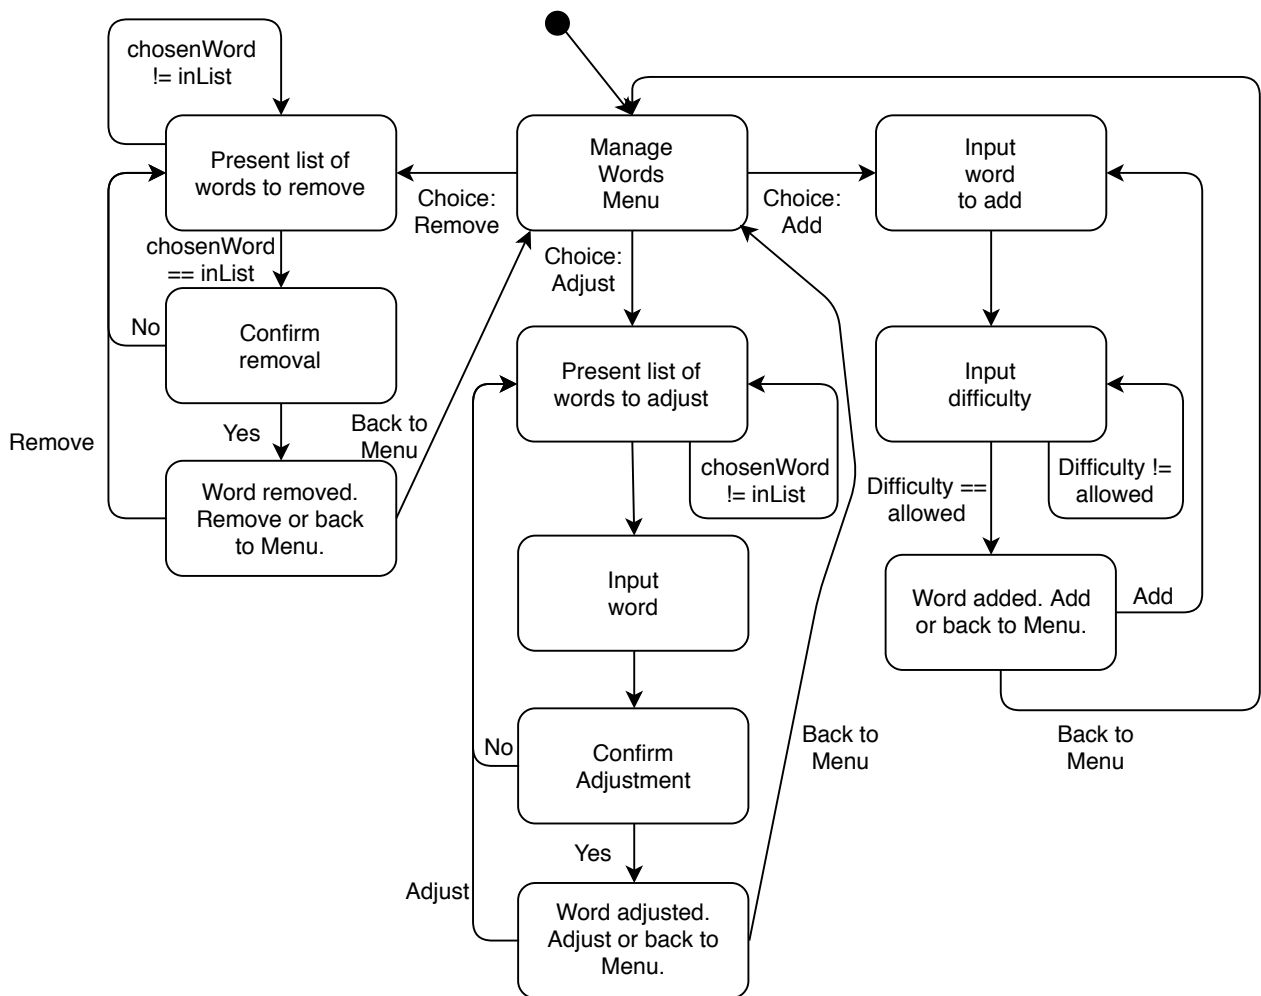 chosenWord
!= inList
Present list of
words to remove
chosenWord
== inList
No
Confirm
removal
Yes
Remove
Word removed.
Remove or back
to Menu.
Back to
Menu
Choice:
Remove
Manage
Words
Menu
Choice:
Add
Choice:
Adjust
Present list of
words to adjust
chosenWord
!= inList
Input
word
No
Confirm
Adjustment
Yes
Adjust
Word adjusted.
Adjust or back to
Menu.
Back to
Menu
Input
word
to add
Input
difficulty
Difficulty !=
allowed
Difficulty ==
allowed
Word added. Add
or back to Menu.
Add
Back to
Menu